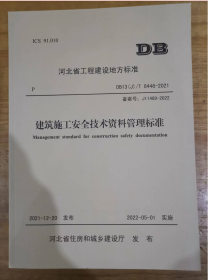 ICS 91.010
DB
河北省工程建设地方标准
P
DB13(J)/T 8448-2021
备案号：J11460-2022
建筑施工安全技术资料管理标准
Management standard for construction safety documentation
2021-12-20 发布
2022-05-01 实施
河北省住房和城乡建设厅 发布